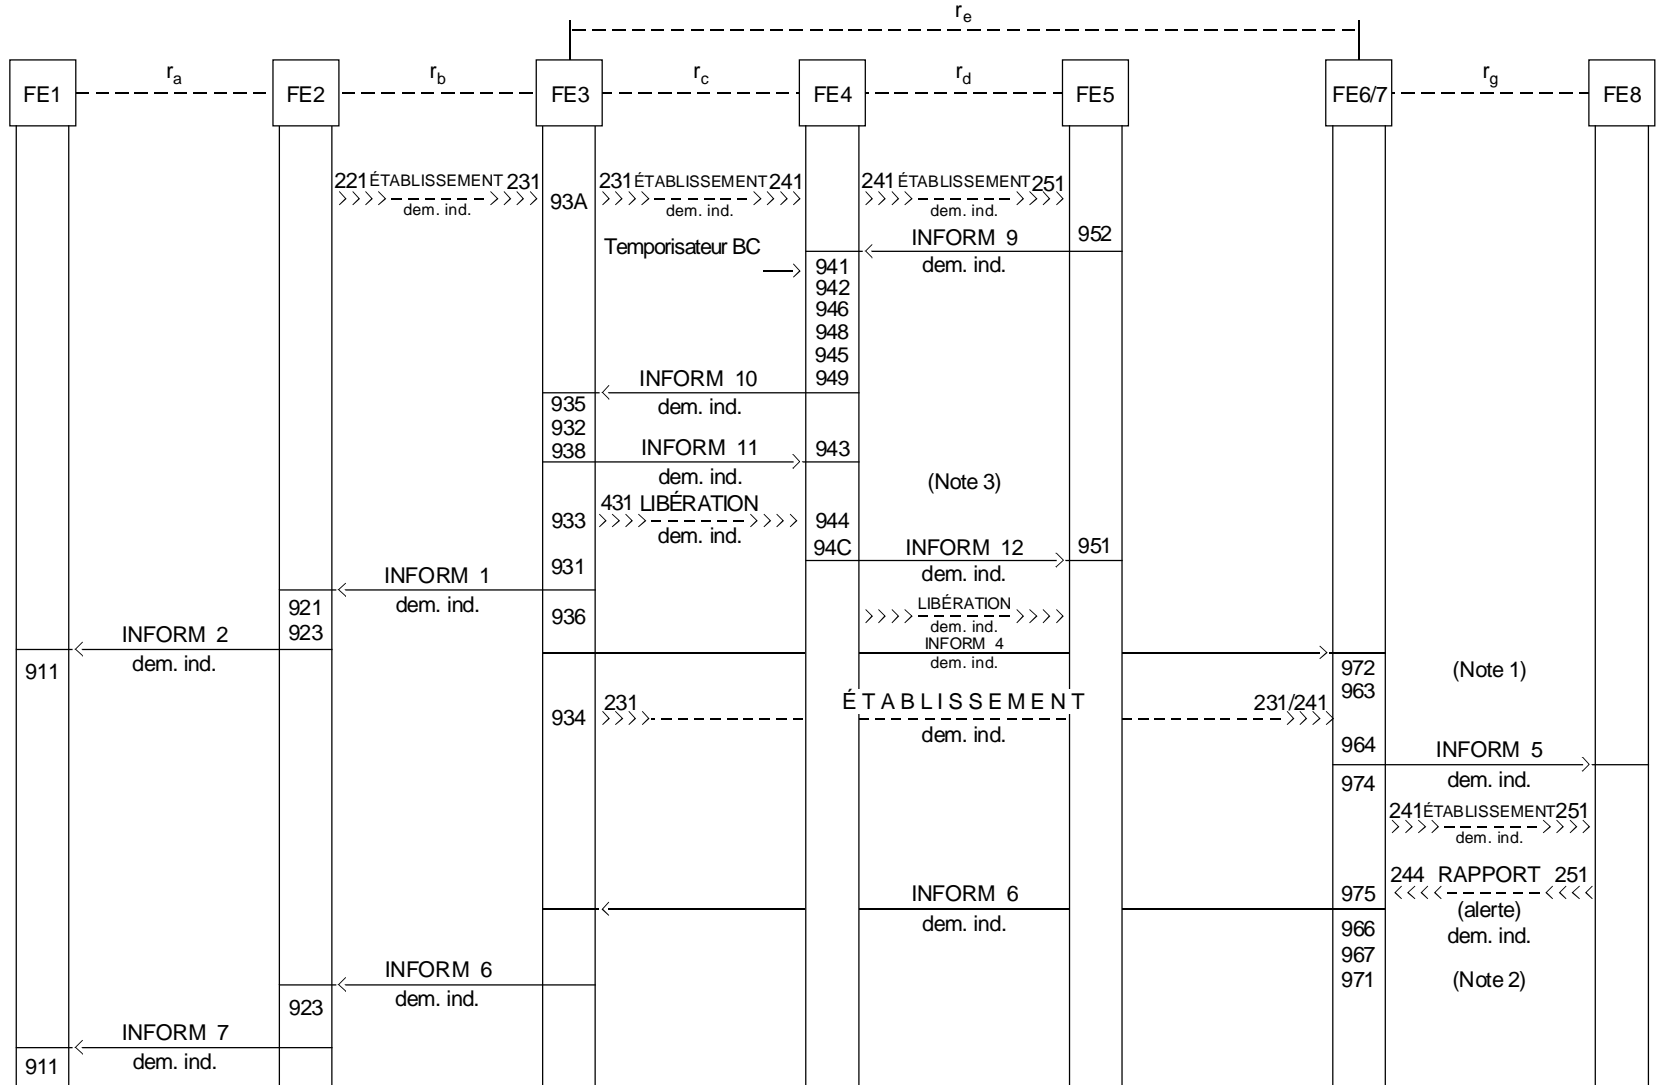 r_e
r_a r_b r_c r_d r_g
FE1 FE2 FE3 FE4 FE5 FE6/7 FE8
221 ÉTABLISSEMENT 231 231 ÉTABLISSEMENT 241 241 ÉTABLISSEMENT 251
93A
dem. ind. dem. ind. dem. ind.
INFORM 9 952
Temporisateur BC
941 dem. ind.
942
946
948
945
INFORM 10 949
935 dem. ind.
932
938 INFORM 11 943
dem. ind. (Note 3)
431 LIBÉRATION
933 944
dem. ind.
94C INFORM 12 951
931 dem. ind.
INFORM 1
dem. ind.
921 936 LIBÉRATION
923 dem. ind.
INFORM 2 INFORM 4
911 dem. ind. dem. ind. 972 (Note 1)
963
231 ÉTABLISSEMENT 231/241
934
dem. ind.
964 INFORM 5
974 dem. ind.
241 ÉTABLISSEMENT 251
dem. ind.
244 RAPPORT 251
INFORM 6 975
(alerte)
dem. ind. 966 dem. ind.
967
INFORM 6 971 (Note 2)
dem. ind.
923
INFORM 7
911 dem. ind.